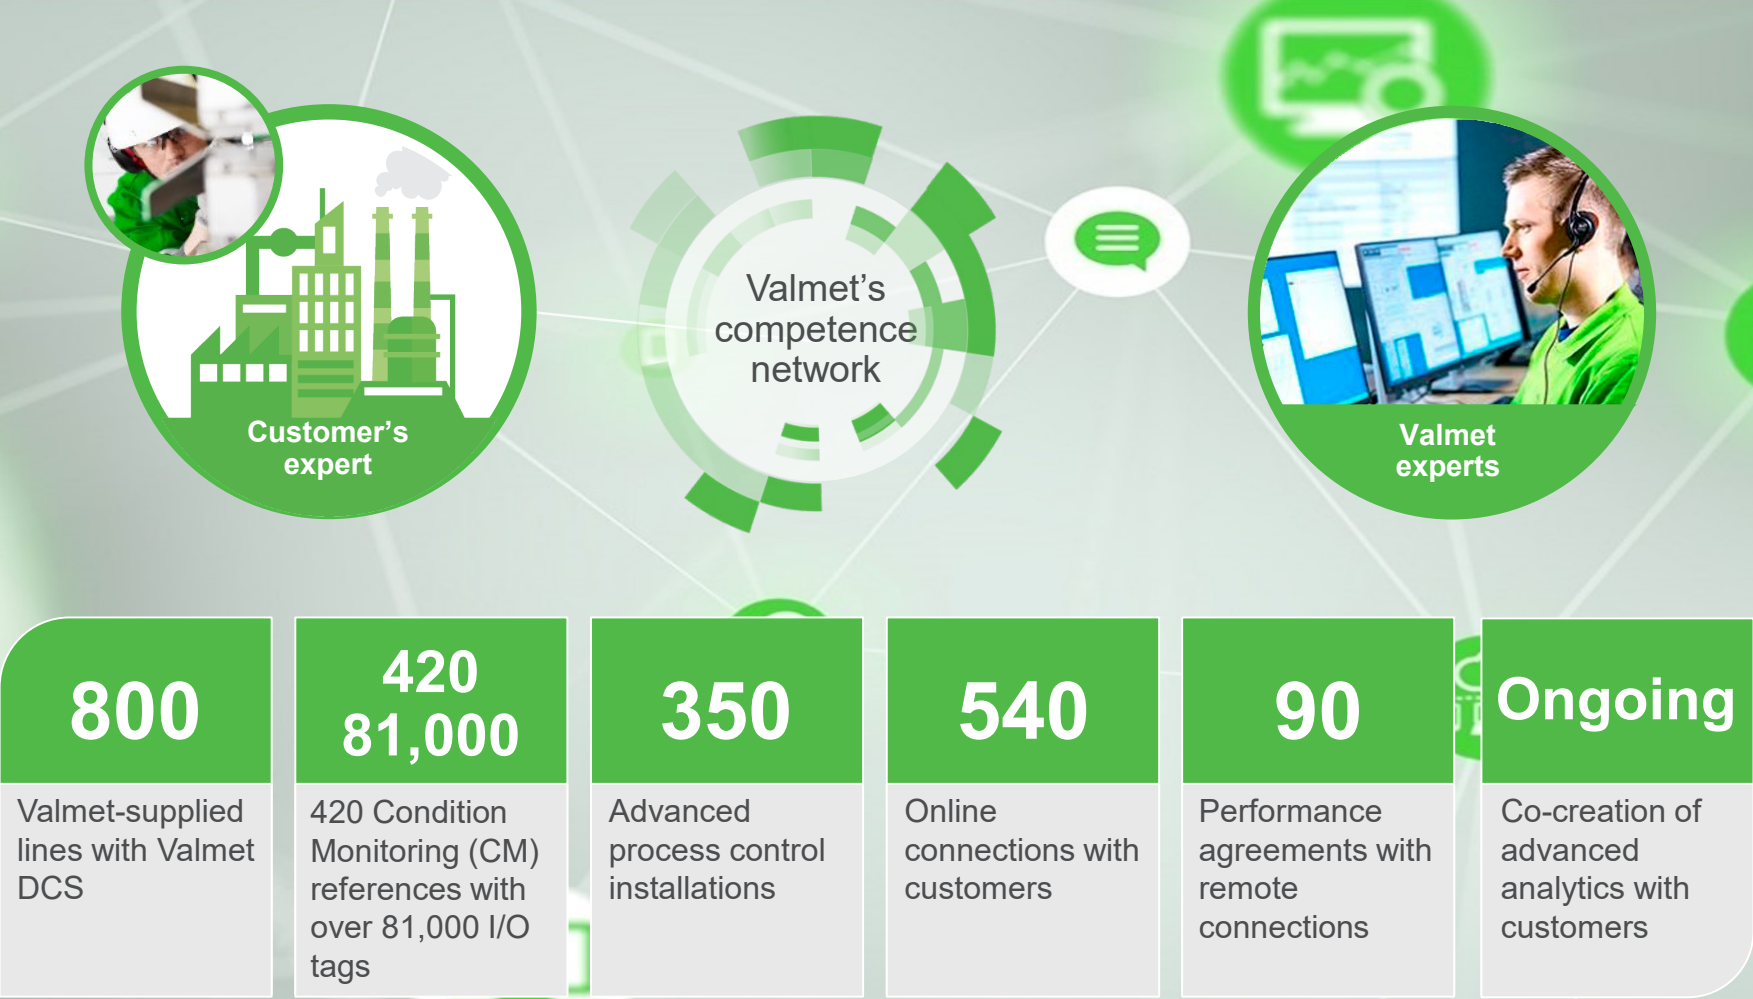 Valmet’s
competence
network
Customer’s
expert
Valmet
experts
800
Valmet-supplied
lines with Valmet
DCS
420
81,000
420 Condition
Monitoring (CM)
references with
over 81,000 I/O
tags
350
Advanced
process control
installations
540
Online
connections with
customers
90
Performance
agreements with
remote
connections
Ongoing
Co-creation of
advanced
analytics with
customers